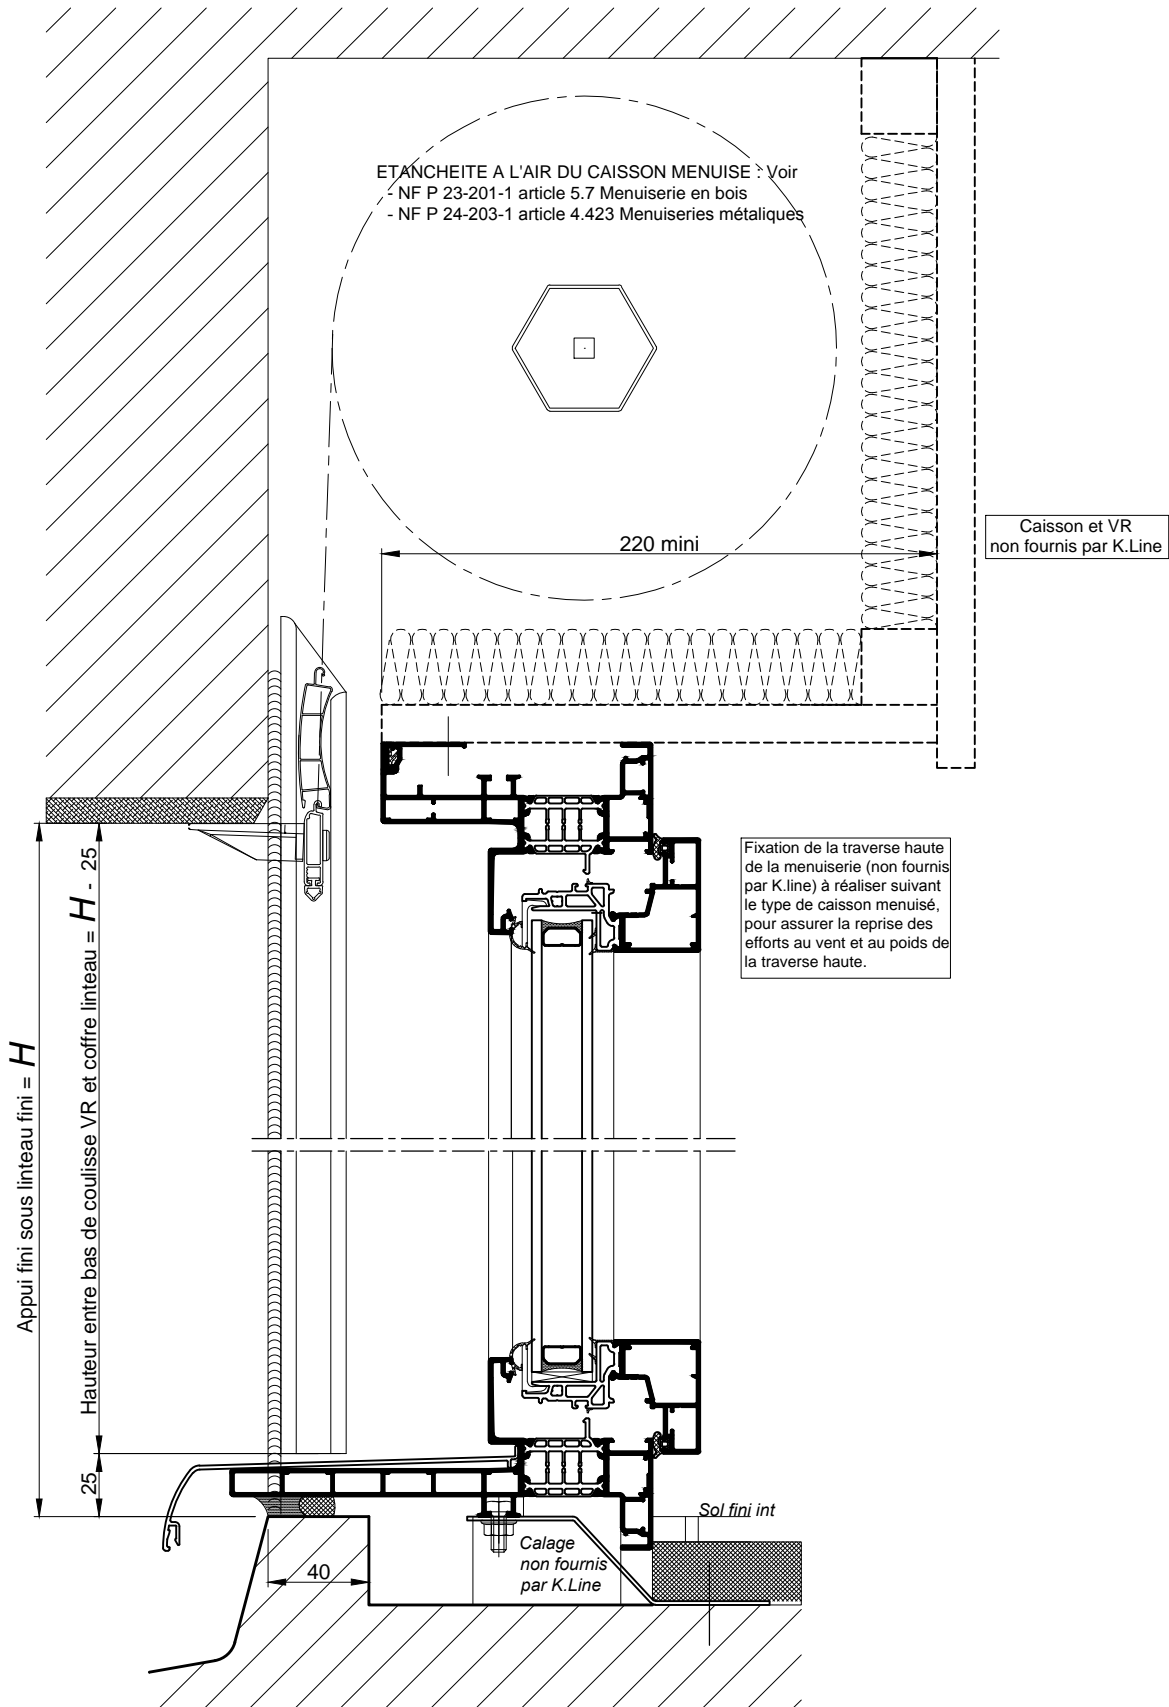 ETANCHEITE A L'AIR DU CAISSON MENUISE : Voir
- NF P 23-201-1 article 5.7 Menuiserie en bois
- NF P 24-203-1 article 4.423 Menuiseries métaliques
220 mini
Caisson et VR
non fournis par K.Line
Fixation de la traverse haute
de la menuiserie (non fournis
par K.line) à réaliser suivant
le type de caisson menuisé,
pour assurer la reprise des
efforts au vent et au poids de
la traverse haute.
Appui fini sous linteau fini = H
Hauteur entre bas de coulisse VR et coffre linteau = H - 25
25
40
Calage
non fournis
par K.Line
Sol fini int